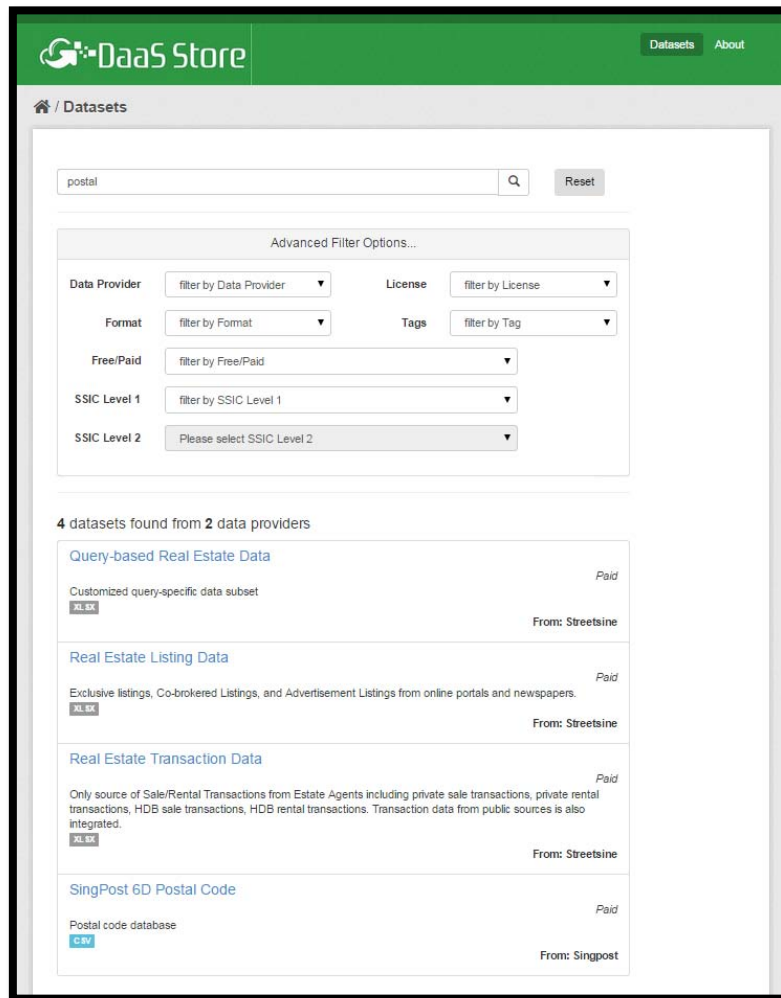 DaaS Store
Datasets About
/ Datasets
postal
Reset
Advanced Filter Options...
Data Provider filter by Data Provider License filter by License
Format filter by Format Tags filter by Tag
Free/Paid filter by Free/Paid
SSIC Level 1 filter by SSIC Level 1
SSIC Level 2 Please select SSIC Level 2
4 datasets found from 2 data providers
Query-based Real Estate Data
Paid
Customized query-specific data subset
XLSX
From: Streetsine
Real Estate Listing Data
Paid
Exclusive listings, Co-brokered Listings, and Advertisement Listings from online portals and newspapers.
XLSX
From: Streetsine
Real Estate Transaction Data
Paid
Only source of Sale/Rental Transactions from Estate Agents including private sale transactions, private rental
transactions, HDB sale transactions, HDB rental transactions. Transaction data from public sources is also
integrated.
XLSX
From: Streetsine
SingPost 6D Postal Code
Paid
Postal code database
CSV
From: Singpost